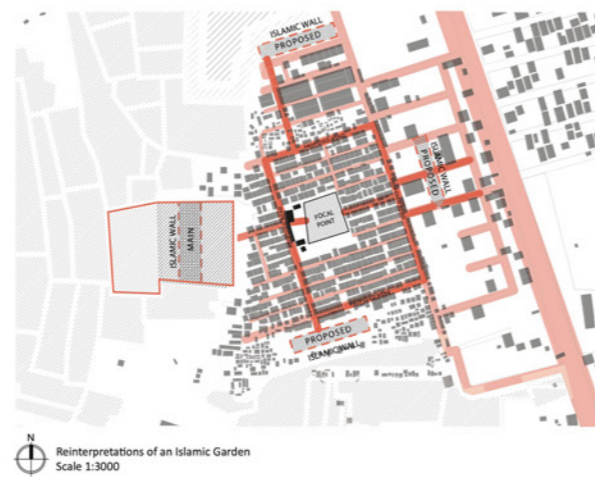 ISLAMIC WALL
PROPOSED
ISLAMIC WALL
PROPOSED
FOCAL
POINT
ISLAMIC WALL
MAIN
PROPOSED
ISLAMIC WALL
N
Reinterpretations of an Islamic Garden
Scale 1:3000